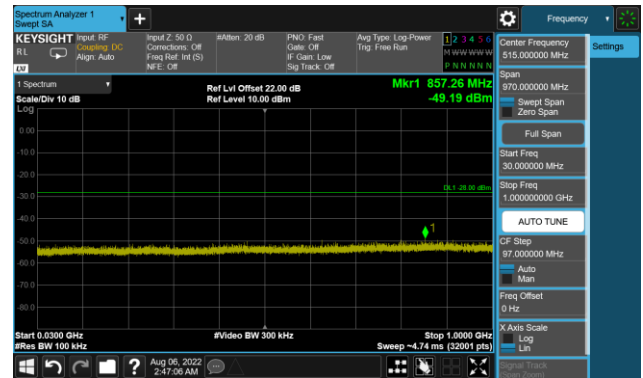 Spectrum Analyzer 1
Swept SA
+
Frequency
KEYSIGHT
RL
LXI
Input: RF
Coupling: DC
Align: Auto
Input Z: 50 Ω
Corrections: Off
Freq Ref: Int (S)
NFE: Off
#Atten: 20 dB
PNO: Fast
Gate: Off
IF Gain: Low
Sig Track: Off
Avg Type: Log-Power
Trig: Free Run
1 2 3 4 5 6
M W W W W W
P N N N N N
1 Spectrum
Scale/Div 10 dB
Ref Lvl Offset 22.00 dB
Ref Level 10.00 dBm
Mkr1 857.26 MHz
-49.19 dBm
Log
0.00
-10.0
-20.0
DL1 -28.00 dBm
-30.0
-40.0
1
-50.0
-60.0
-70.0
-80.0
Start 0.0300 GHz
#Res BW 100 kHz
#Video BW 300 kHz
Stop 1.0000 GHz
Sweep ~4.74 ms (32001 pts)
Aug 06, 2022
2:47:06 AM
Center Frequency
515.000000 MHz
Settings
Span
970.000000 MHz
Swept Span
Zero Span
Full Span
Start Freq
30.000000 MHz
Stop Freq
1.000000000 GHz
AUTO TUNE
CF Step
97.000000 MHz
Auto
Man
Freq Offset
0 Hz
X Axis Scale
Log
Lin
Signal Track
(Span Zoom)